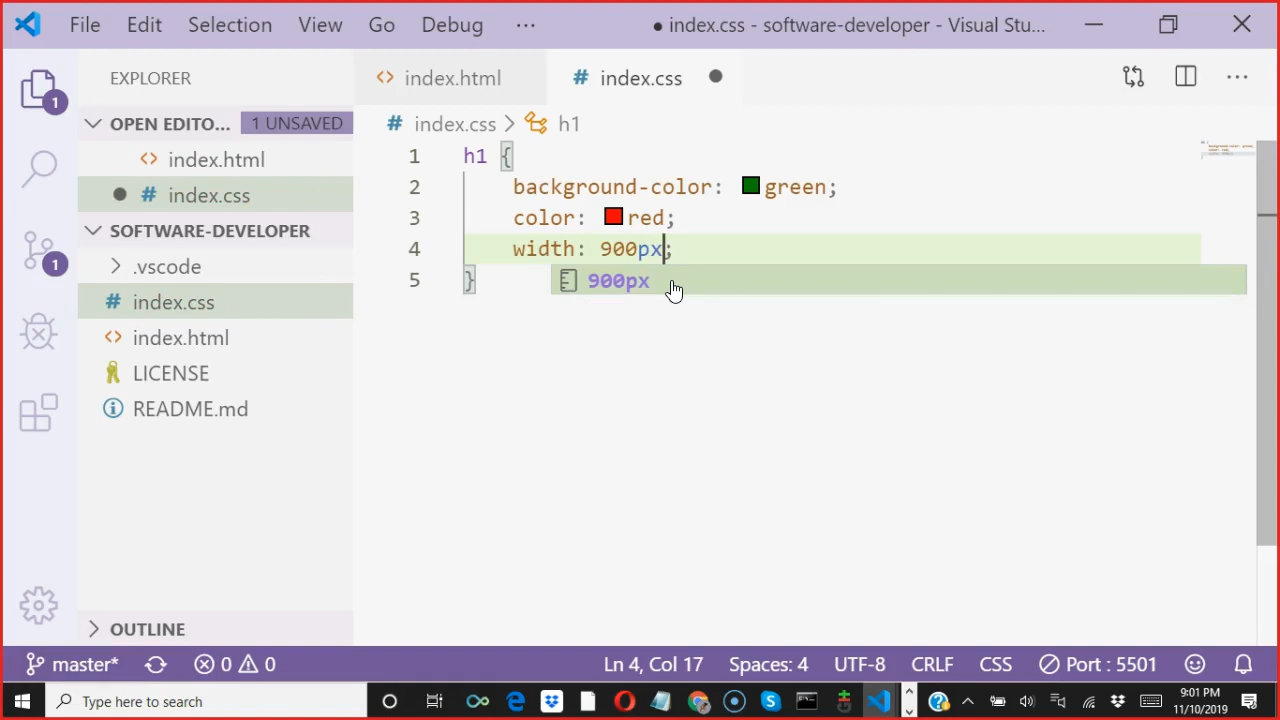 File Edit Selection View Go Debug ··· ● index.css - software-developer - Visual Stu...
EXPLORER
OPEN EDITO... 1 UNSAVED
index.html
index.css
SOFTWARE-DEVELOPER
.vscode
index.css
index.html
LICENSE
README.md
OUTLINE
1
1
index.html index.css
index.css > h1
1 h1 {
2 background-color: green;
3 color: red;
4 width: 900px;
5 }
900px
master* 0 0 Ln 4, Col 17 Spaces: 4 UTF-8 CRLF CSS Port : 5501
Type here to search
9:01 PM
11/10/2019